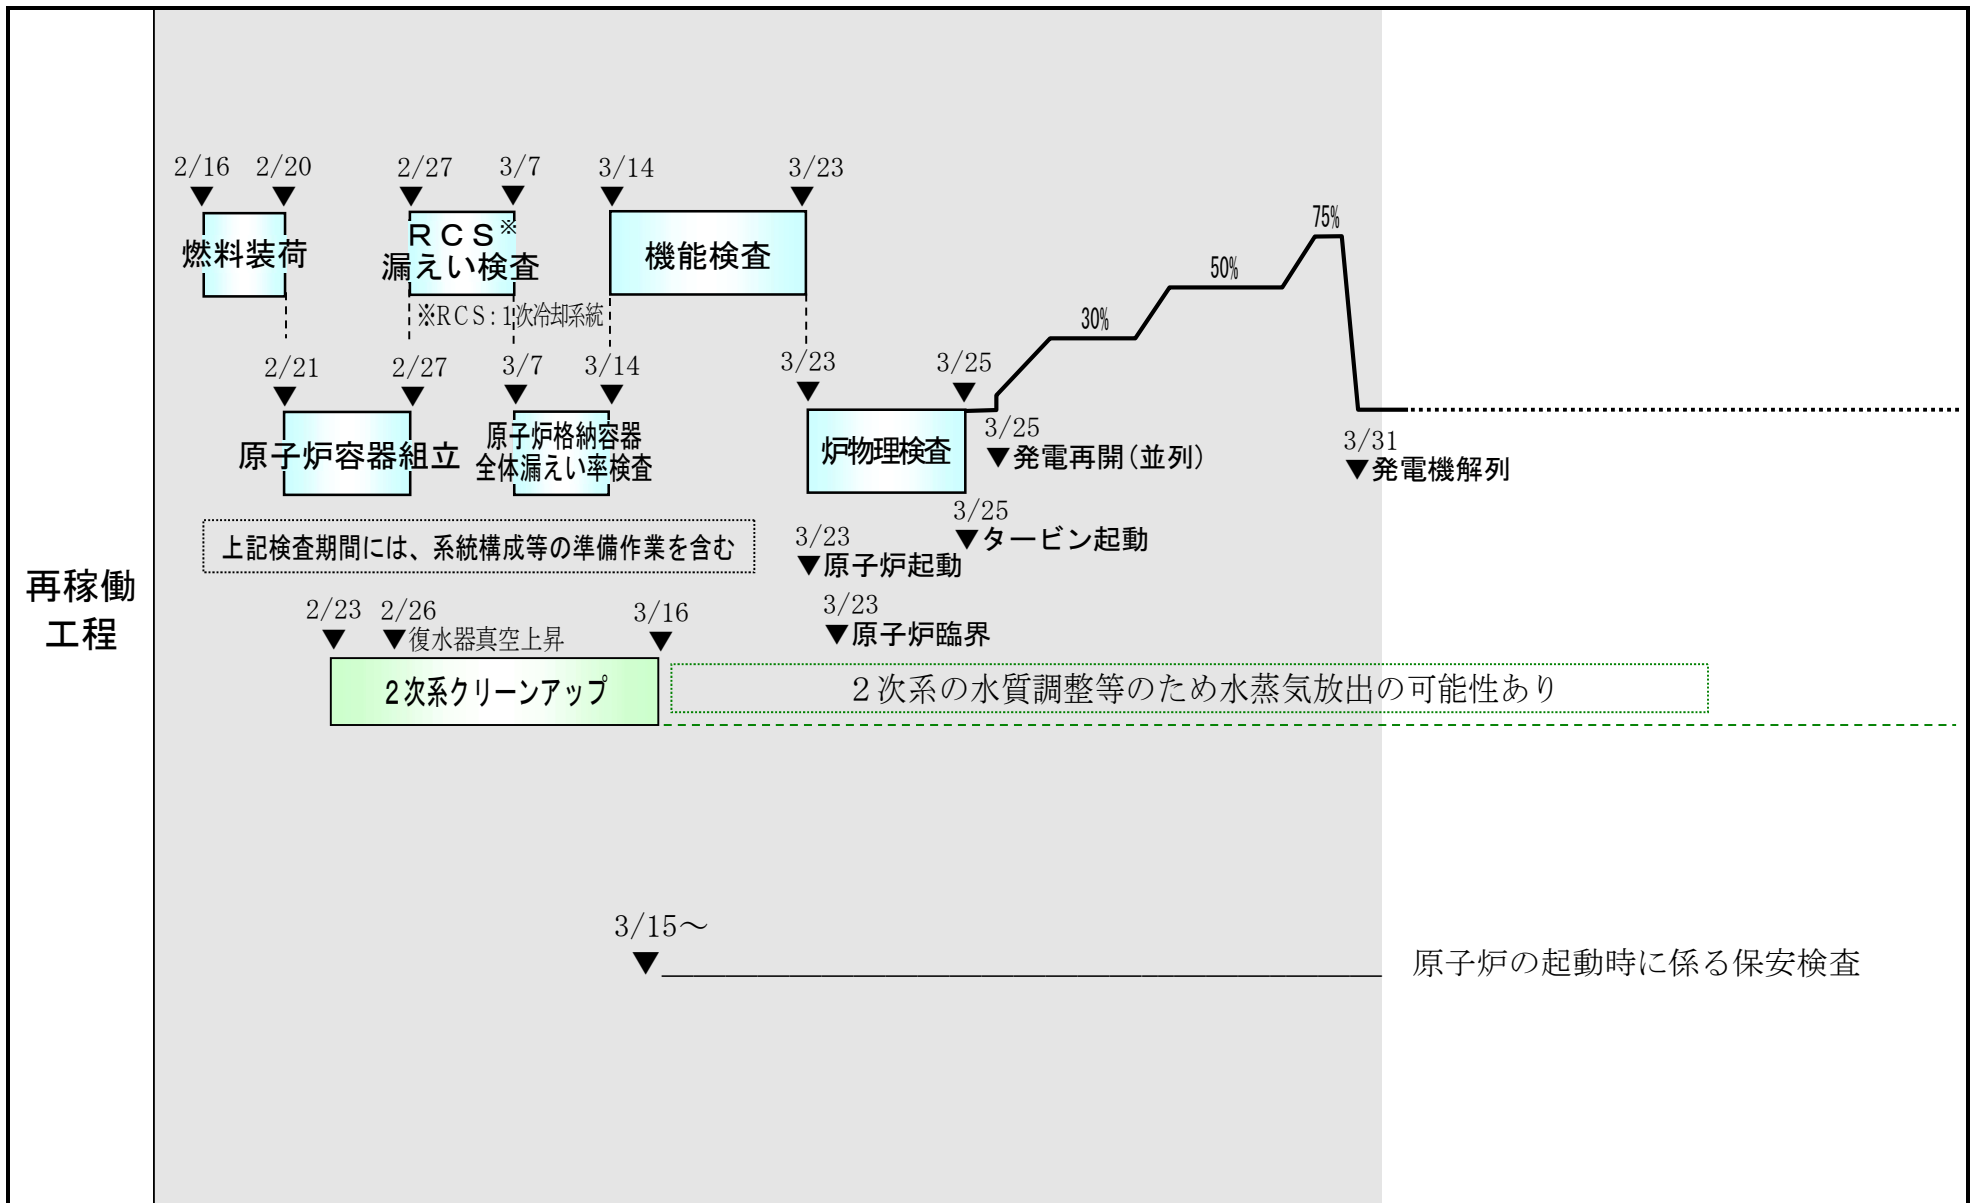 再稼働
工程
2/16 2/20 2/27 3/7 3/14 3/23
▼ ▼ ▼ ▼ ▼ ▼
燃料装荷
ＲＣＳ※
漏えい検査
機能検査
※RCS：1次冷却系統
30%
50%
75%
2/21 2/27 3/7 3/14 3/23 3/25
▼ ▼ ▼ ▼ ▼ ▼
原子炉容器組立
原子炉格納容器
全体漏えい率検査
炉物理検査
3/25
▼発電再開（並列）
3/31
▼発電機解列
3/25
▼タービン起動
上記検査期間には、系統構成等の準備作業を含む
3/23
▼原子炉起動
3/23
▼原子炉臨界
2/23 2/26 3/16
▼ ▼復水器真空上昇 ▼
２次系クリーンアップ
２次系の水質調整等のため水蒸気放出の可能性あり
3/15～
▼
原子炉の起動時に係る保安検査